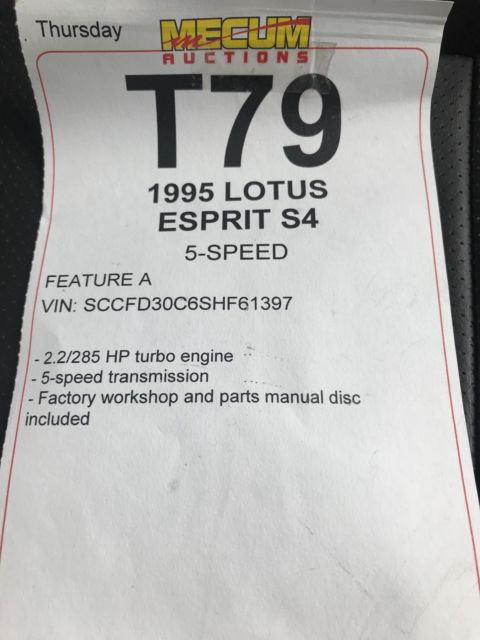 Thursday
MECUM
AUCTIONS
T79
1995 LOTUS
ESPRIT S4
5-SPEED
FEATURE A
VIN: SCCFD30C6SHF61397
- 2.2/285 HP turbo engine
- 5-speed transmission
- Factory workshop and parts manual disc
included